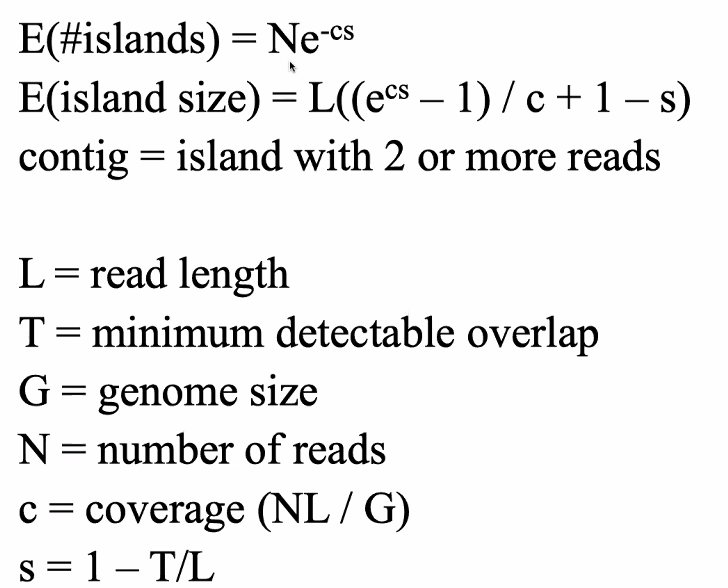 E(#islands) = Ne⁻ᶜˢ
E(island size) = L((eᶜˢ – 1) / c + 1 – s)
contig = island with 2 or more reads
L = read length
T = minimum detectable overlap
G = genome size
N = number of reads
c = coverage (NL / G)
s = 1 – T/L